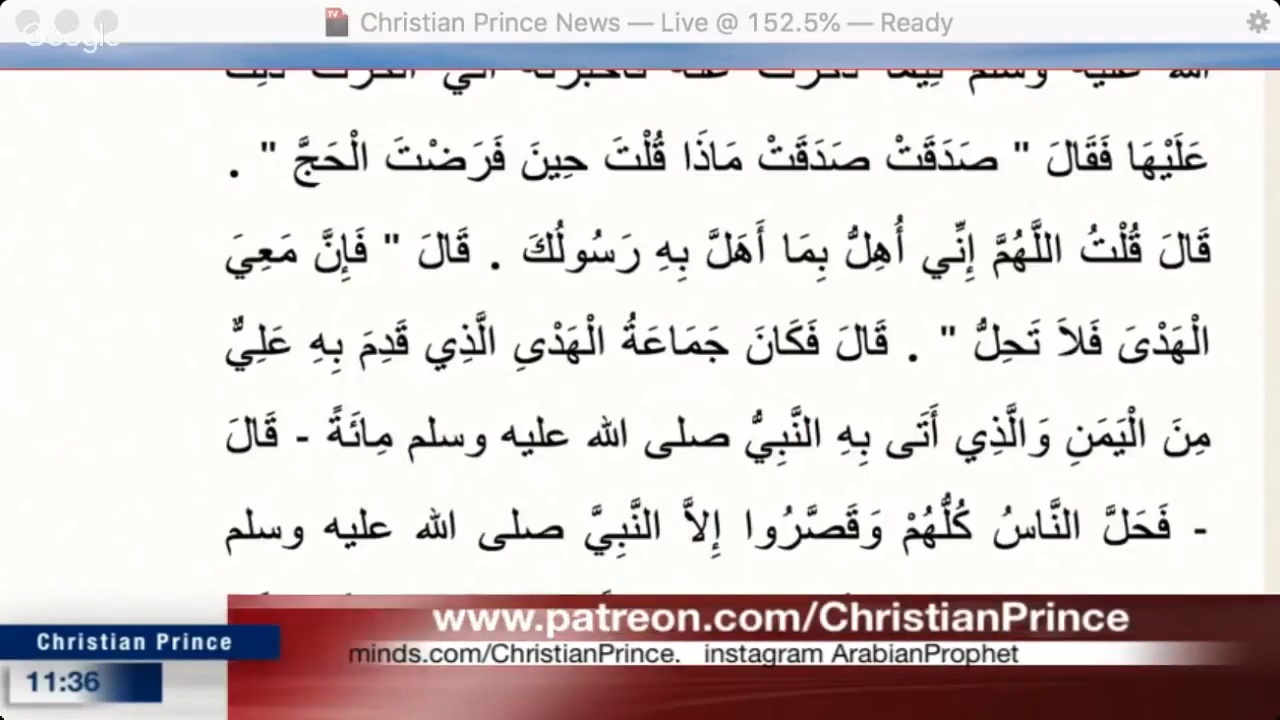 Christian Prince News — Live @ 152.5% — Ready
Google
عَلَيْهَا فَقَالَ " صَدَقَتْ صَدَقَتْ مَاذَا قُلْتَ حِينَ فَرَضْتَ الْحَجَّ " .
قَالَ قُلْتُ اللَّهُمَّ إِنِّي أُهِلُّ بِمَا أَهَلَّ بِهِ رَسُولُكَ . قَالَ " فَإِنَّ مَعِيَ
الْهَدْىَ فَلاَ تَحِلُّ " . قَالَ فَكَانَ جَمَاعَةُ الْهَدْىِ الَّذِي قَدِمَ بِهِ عَلِيٌّ
مِنَ الْيَمَنِ وَالَّذِي أَتَى بِهِ النَّبِيُّ صلى الله عليه وسلم مِائَةً - قَالَ
- فَحَلَّ النَّاسُ كُلُّهُمْ وَقَصَّرُوا إِلاَّ النَّبِيَّ صلى الله عليه وسلم
www.patreon.com/ChristianPrince
Christian Prince
minds.com/ChristianPrince. instagram ArabianProphet
11:36